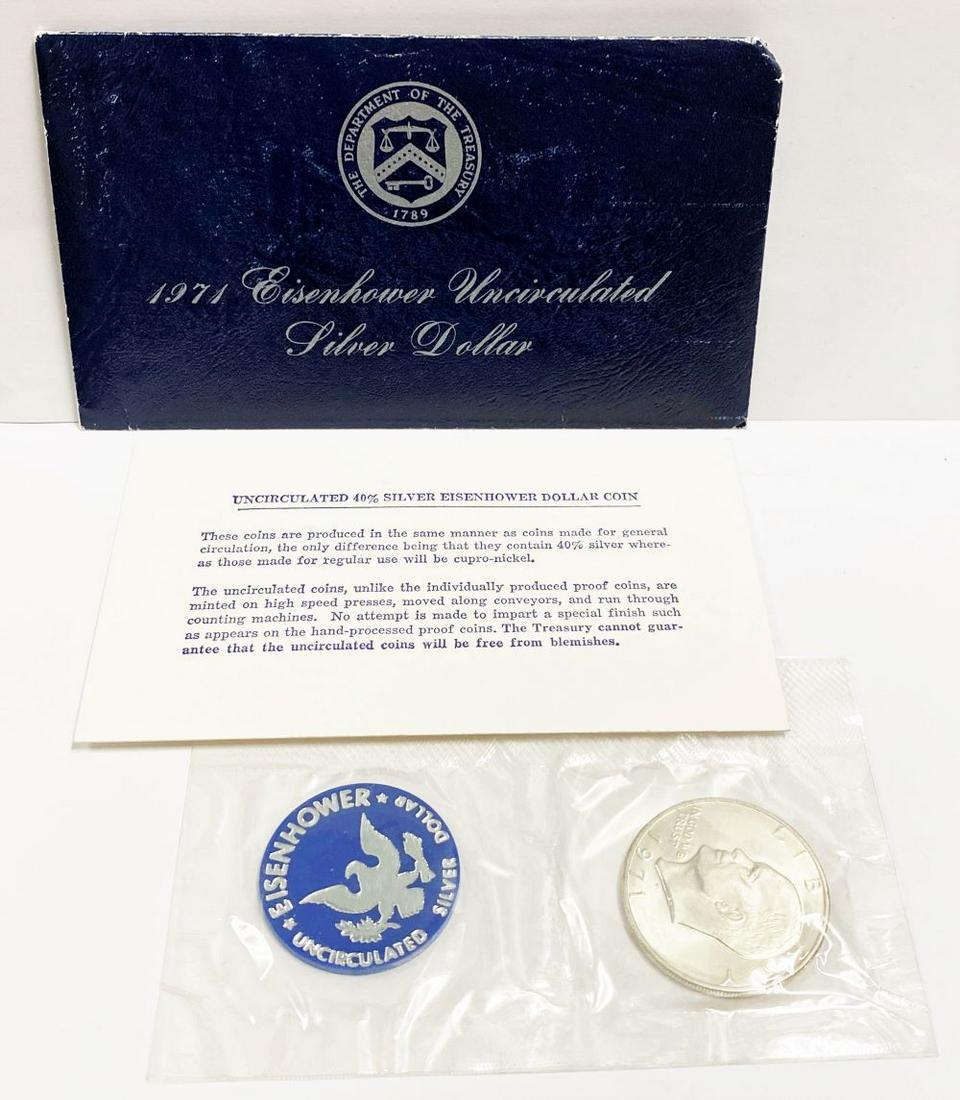 THE DEPARTMENT OF THE TREASURY
1789
1971 Eisenhower Uncirculated
Silver Dollar
UNCIRCULATED 40% SILVER EISENHOWER DOLLAR COIN
These coins are produced in the same manner as coins made for general
circulation, the only difference being that they contain 40% silver where-
as those made for regular use will be cupro-nickel.
The uncirculated coins, unlike the individually produced proof coins, are
minted on high speed presses, moved along conveyors, and run through
counting machines. No attempt is made to impart a special finish such
as appears on the hand-processed proof coins. The Treasury cannot guar-
antee that the uncirculated coins will be free from blemishes.
EISENHOWER
UNCIRCULATED SILVER DOLLAR
LIB Y
IN GOD WE
TRUST
1971